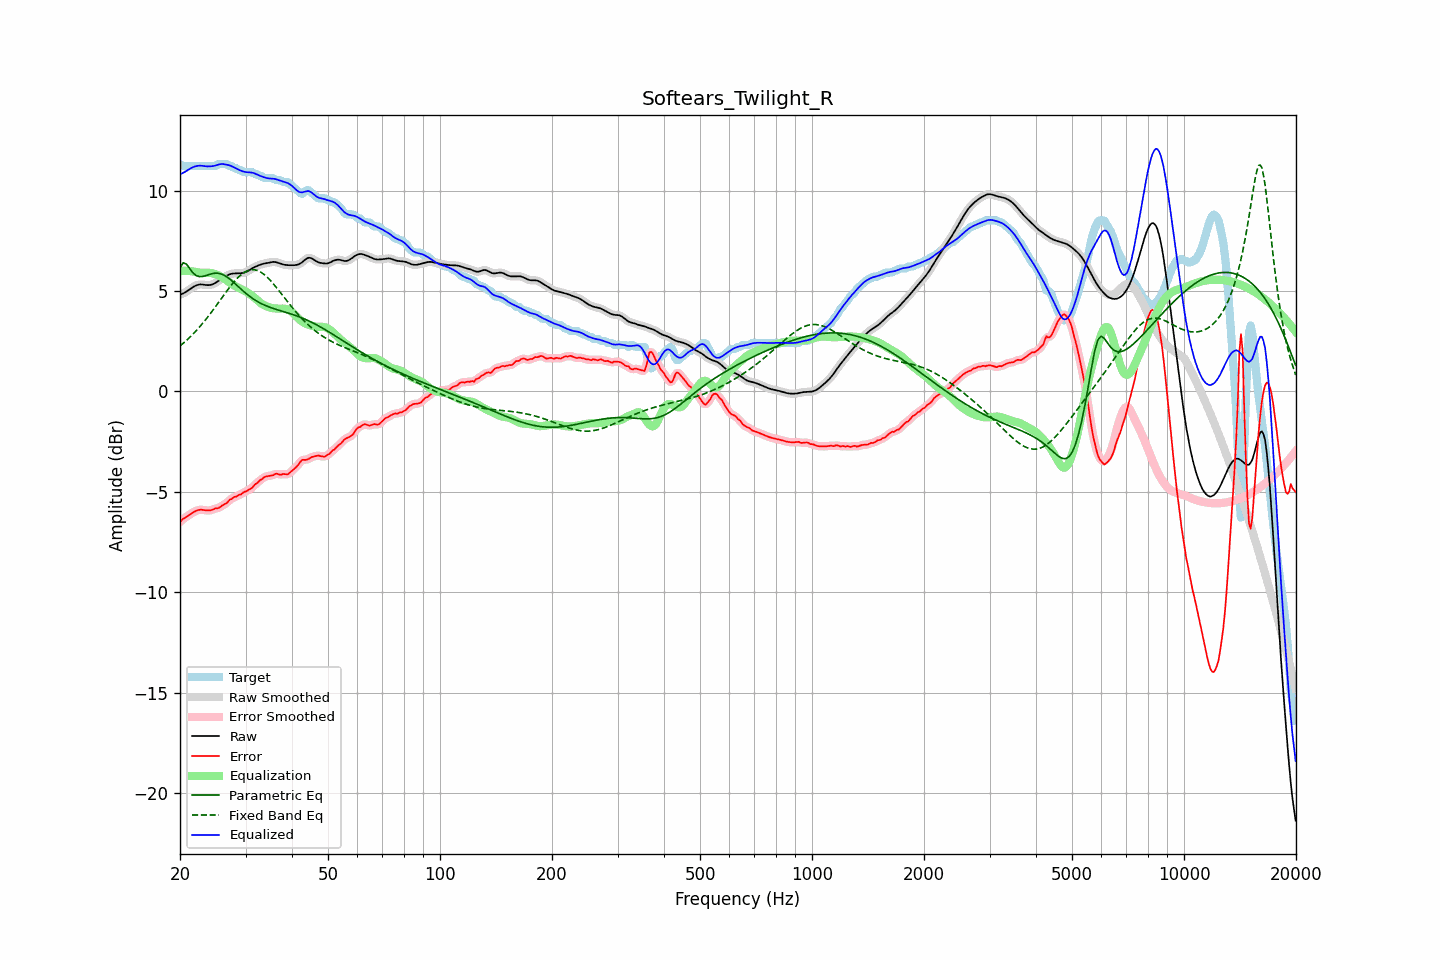 Softears_Twilight_R
Amplitude (dBr)
10
5
0
−5
−10
−15
−20
Target
Raw Smoothed
Error Smoothed
Raw
Error
Equalization
Parametric Eq
Fixed Band Eq
Equalized
20 50 100 200 500 1000 2000 5000 10000 20000
Frequency (Hz)